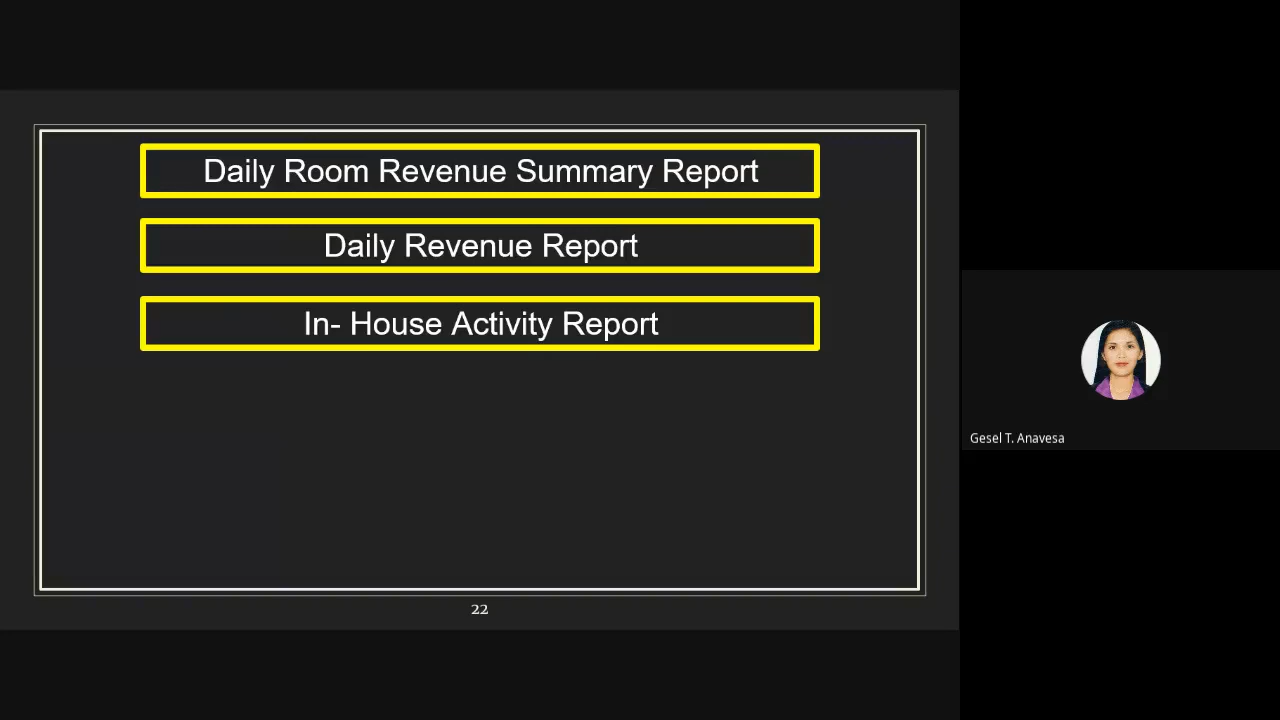 Daily Room Revenue Summary Report
Daily Revenue Report
In- House Activity Report
22
Gesel T. Anavesa